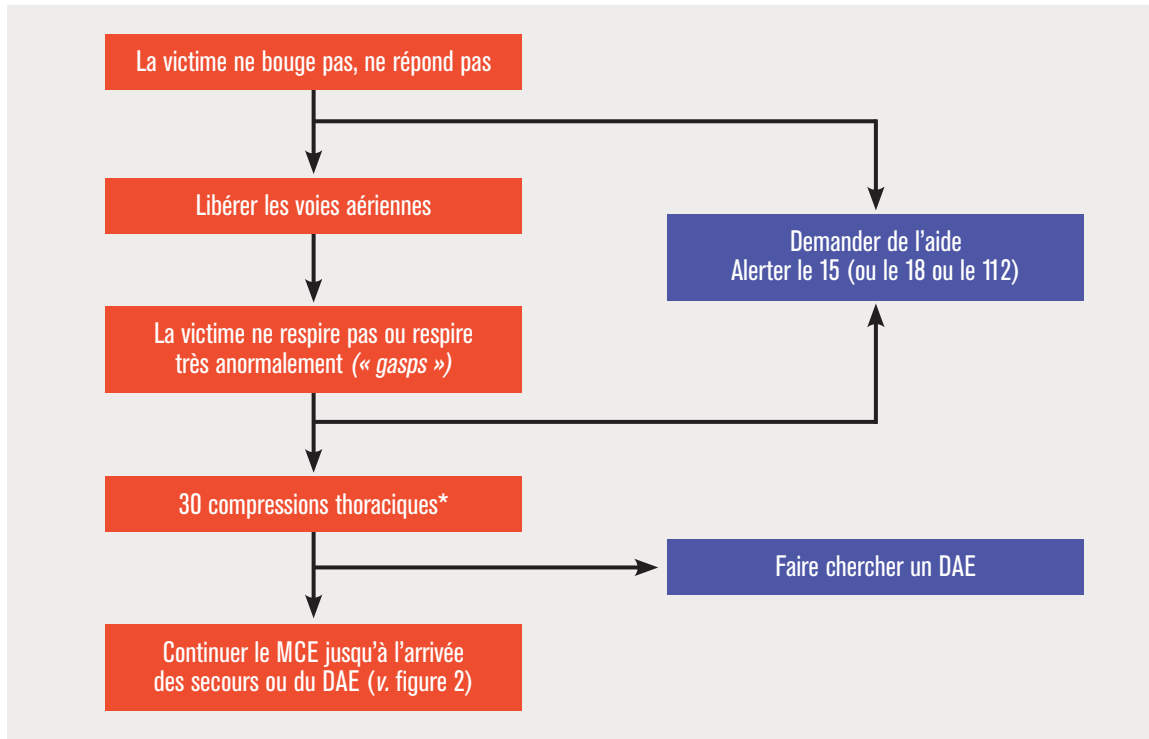 La victime ne bouge pas, ne répond pas
Libérer les voies aériennes
Demander de l’aide
Alerter le 15 (ou le 18 ou le 112)
La victime ne respire pas ou respire
très anormalement (« gasps »)
30 compressions thoraciques*
Faire chercher un DAE
Continuer le MCE jusqu’à l’arrivée
des secours ou du DAE (v. figure 2)